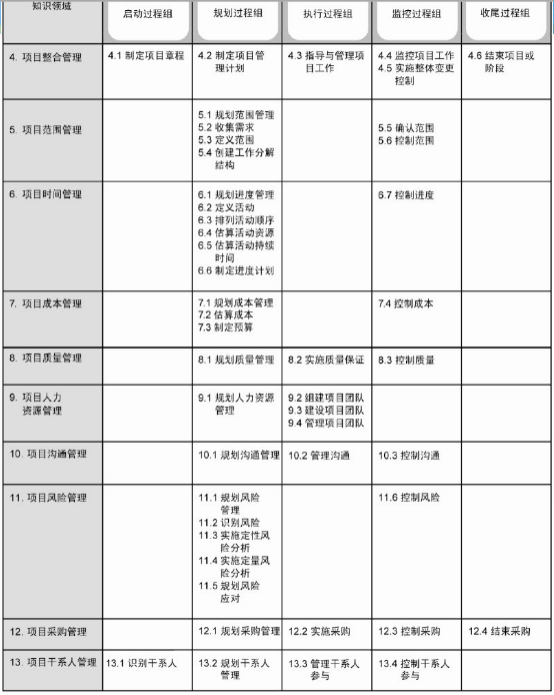 知识领域
启动过程组
规划过程组
执行过程组
监控过程组
收尾过程组
4. 项目整合管理
4.1 制定项目章程
4.2 制定项目管
理计划
4.3 指导与管理项
目工作
4.4 监控项目工作
4.5 实施整体变更
控制
4.6 结束项目或
阶段
5. 项目范围管理
5.1 规划范围管理
5.2 收集需求
5.3 定义范围
5.4 创建工作分解
结构
5.5 确认范围
5.6 控制范围
6. 项目时间管理
6.1 规划进度管理
6.2 定义活动
6.3 排列活动顺序
6.4 估算活动资源
6.5 估算活动持续
时间
6.6 制定进度计划
6.7 控制进度
7. 项目成本管理
7.1 规划成本管理
7.2 估算成本
7.3 制定预算
7.4 控制成本
8. 项目质量管理
8.1 规划质量管理
8.2 实施质量保证
8.3 控制质量
9. 项目人力
资源管理
9.1 规划人力资源
管理
9.2 组建项目团队
9.3 建设项目团队
9.4 管理项目团队
10. 项目沟通管理
10.1 规划沟通管理
10.2 管理沟通
10.3 控制沟通
11. 项目风险管理
11.1 规划风险
管理
11.2 识别风险
11.3 实施定性风
险分析
11.4 实施定量风
险分析
11.5 规划风险
应对
11.6 控制风险
12. 项目采购管理
12.1 规划采购管理
12.2 实施采购
12.3 控制采购
12.4 结束采购
13. 项目干系人管理
13.1 识别干系人
13.2 规划干系人
管理
13.3 管理干系人
参与
13.4 控制干系人
参与